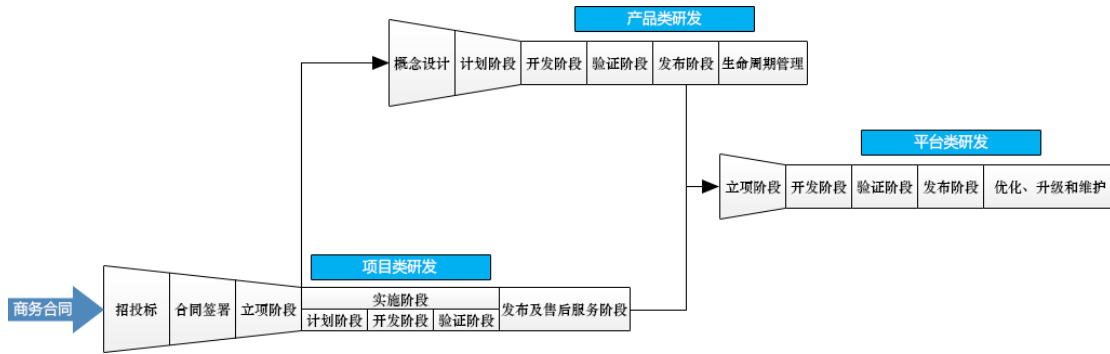 产品类研发
概念设计 计划阶段 开发阶段 验证阶段 发布阶段 生命周期管理
平台类研发
立项阶段 开发阶段 验证阶段 发布阶段 优化、升级和维护
项目类研发
商务合同 招投标 合同签署 立项阶段 实施阶段 发布及售后服务阶段
计划阶段 开发阶段 验证阶段